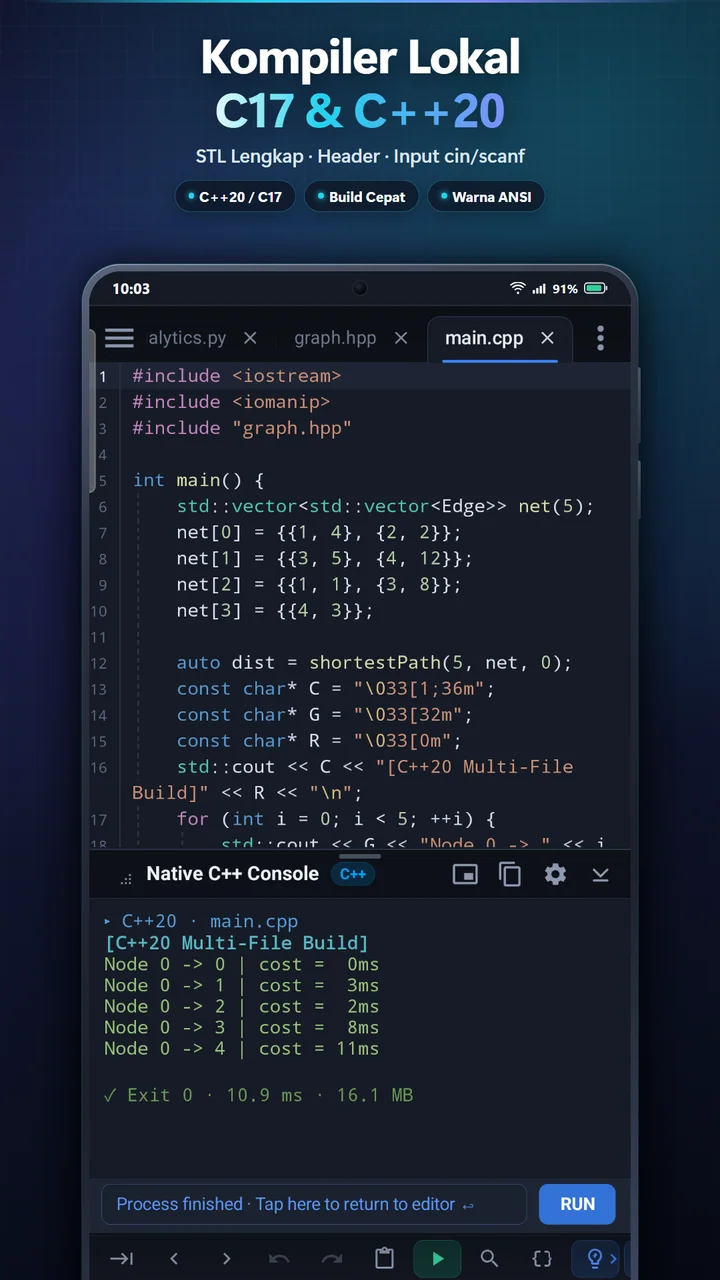 Kompiler Lokal
C17 & C++20
STL Lengkap · Header · Input cin/scanf
C++20 / C17
Build Cepat
Warna ANSI
10:03
91%
alytics.py
graph.hpp
main.cpp
1 #include <iostream>
2 #include <iomanip>
3 #include "graph.hpp"
4
5 int main() {
6 std::vector<std::vector<Edge>> net(5);
7 net[0] = {{1, 4}, {2, 2}};
8 net[1] = {{3, 5}, {4, 12}};
9 net[2] = {{1, 1}, {3, 8}};
10 net[3] = {{4, 3}};
11
12 auto dist = shortestPath(5, net, 0);
13 const char* C = "\033[1;36m";
14 const char* G = "\033[32m";
15 const char* R = "\033[0m";
16 std::cout << C << "[C++20 Multi-File
Build]" << R << "\n";
17 for (int i = 0; i < 5; ++i) {
18 std::cout << G << "Node 0 -> " << i
Native C++ Console
C++
▸ C++20 · main.cpp
[C++20 Multi-File Build]
Node 0 -> 0 | cost =  0ms
Node 0 -> 1 | cost =  3ms
Node 0 -> 2 | cost =  2ms
Node 0 -> 3 | cost =  8ms
Node 0 -> 4 | cost = 11ms
✓ Exit 0 · 10.9 ms · 16.1 MB
Process finished · Tap here to return to editor ↩
RUN